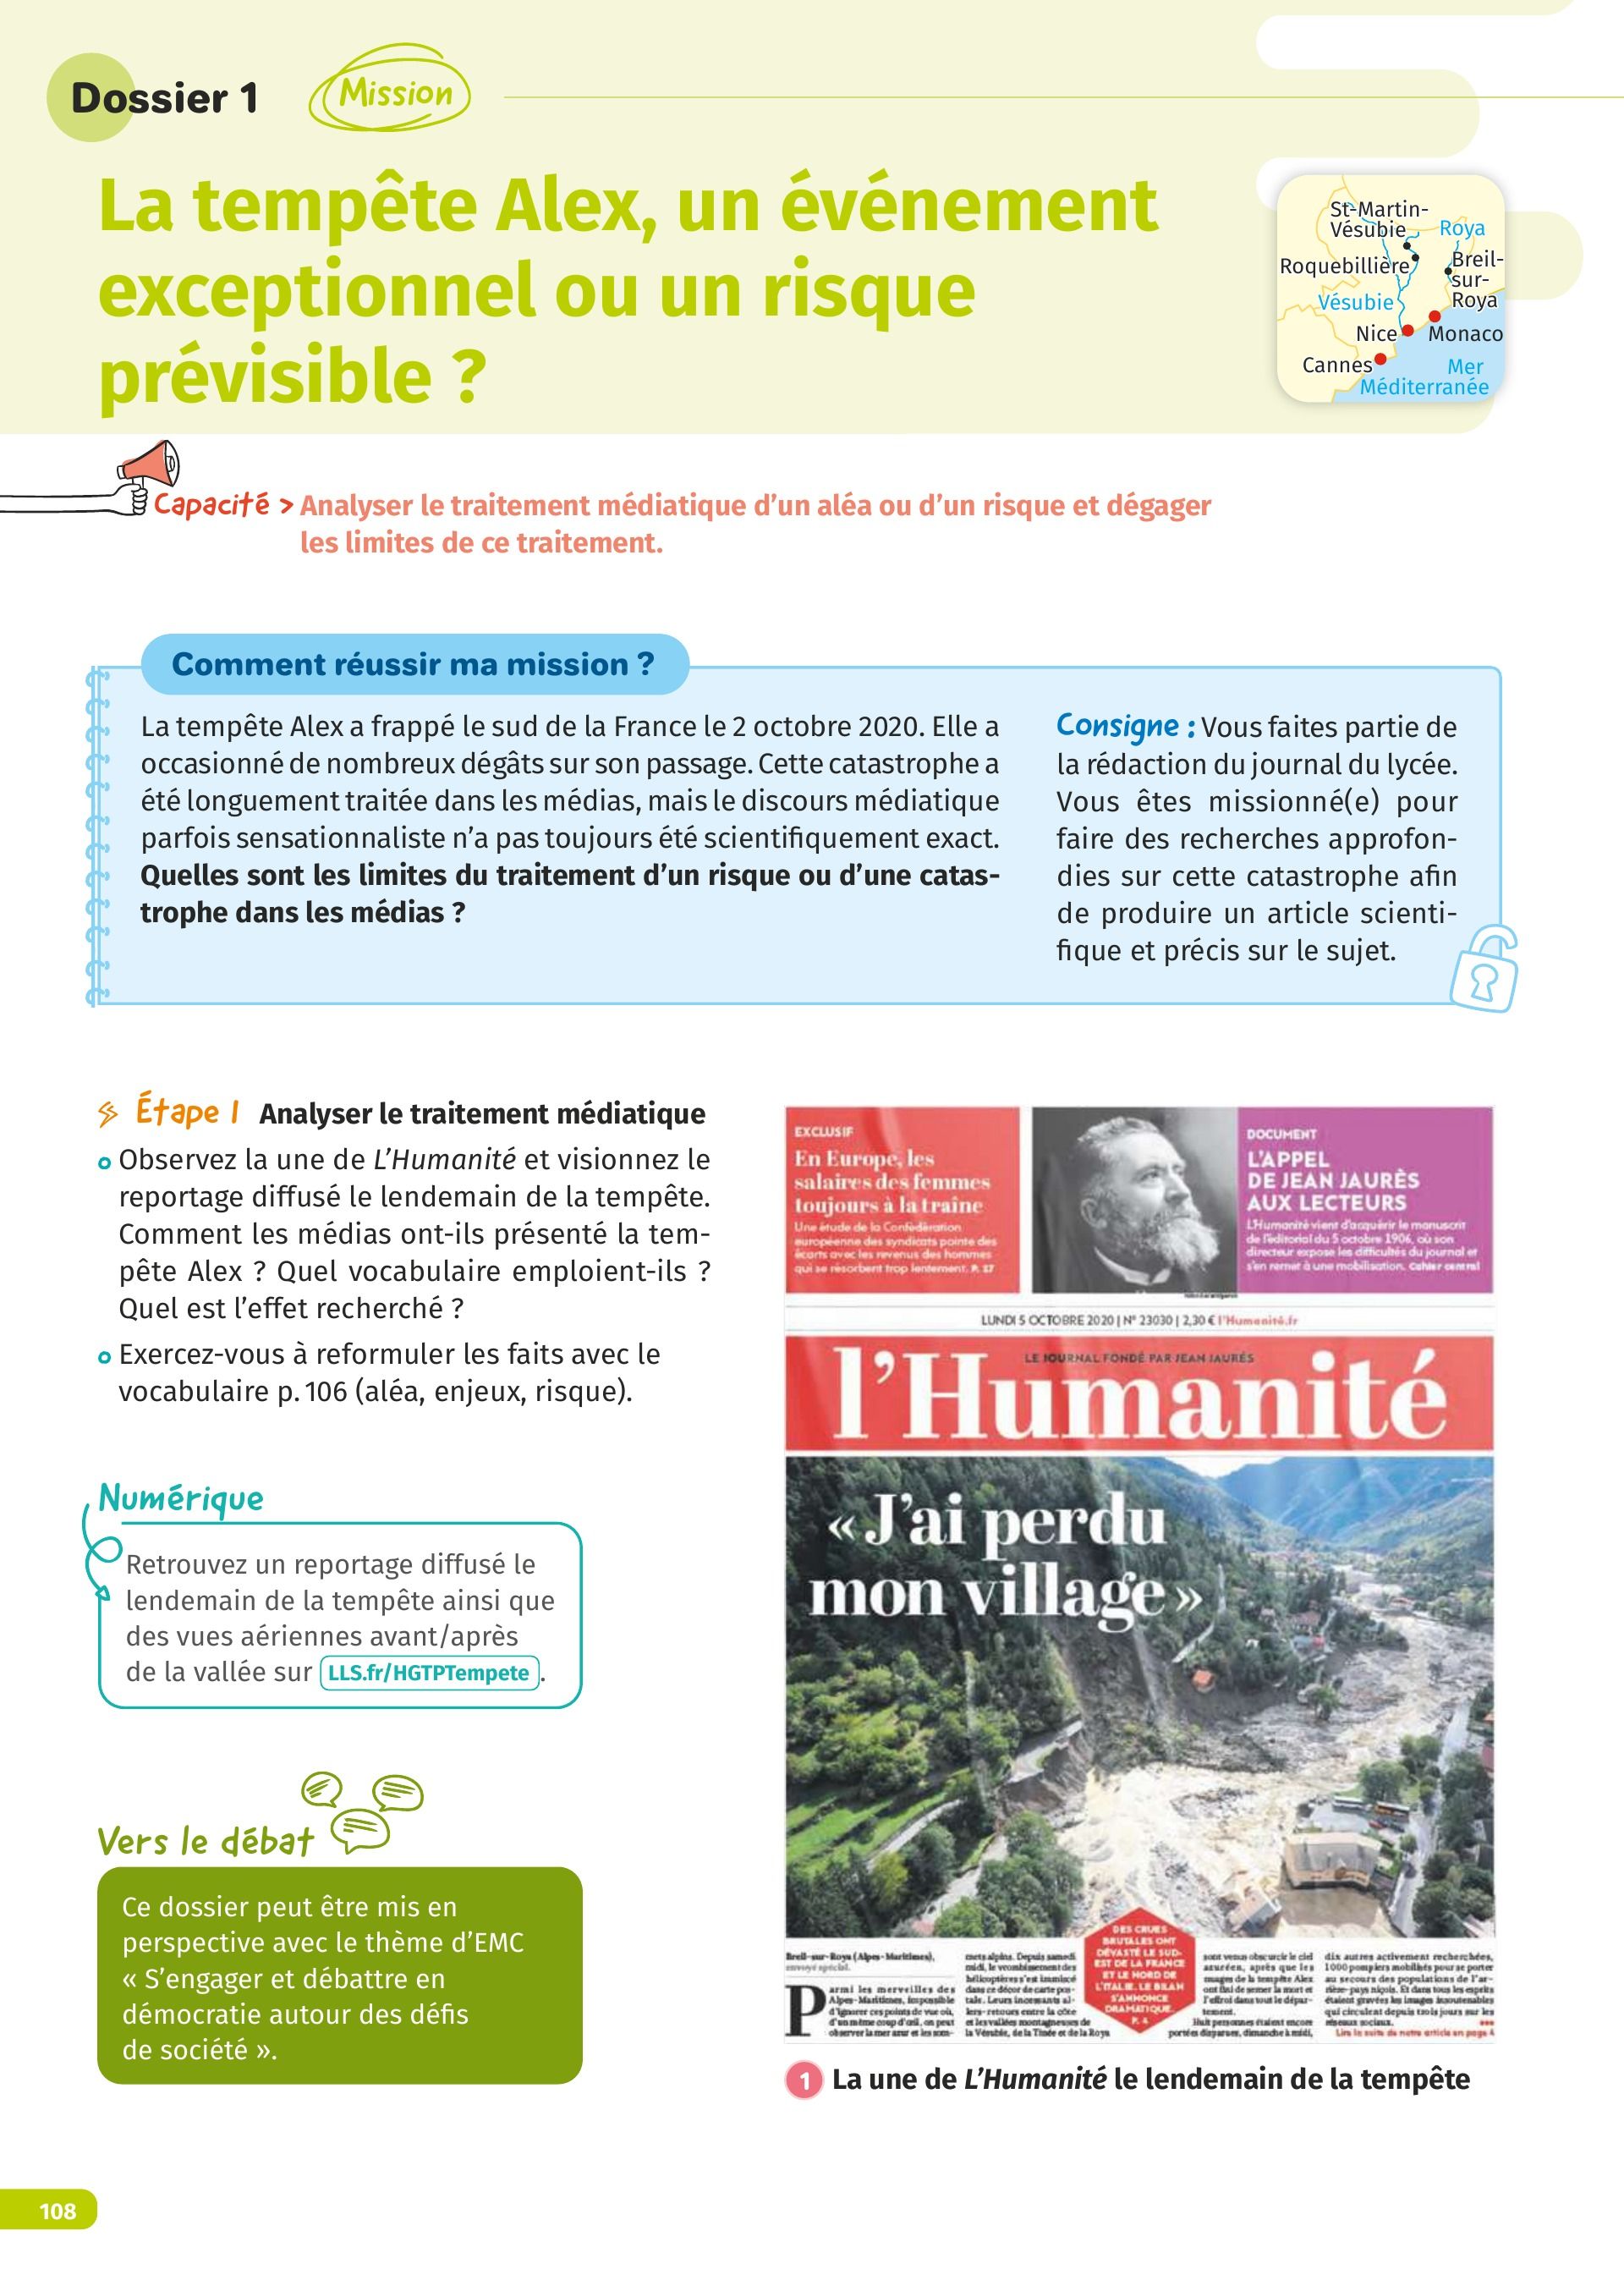 Dossier 1
Mission
La tempête Alex, un événement
exceptionnel ou un risque
prévisible ?
St-Martin-
Vésubie
Roya
Roquebillière
Breil-
sur-
Roya
Vésubie
Nice
Monaco
Cannes
Mer
Méditerranée
Capacité > Analyser le traitement médiatique d'un aléa ou d'un risque et dégager
les limites de ce traitement.
Comment réussir ma mission ?
La tempête Alex a frappé le sud de la France le 2 octobre 2020. Elle a
occasionné de nombreux dégâts sur son passage. Cette catastrophe a
été longuement traitée dans les médias, mais le discours médiatique
parfois sensationnaliste n'a pas toujours été scientifiquement exact.
Quelles sont les limites du traitement d'un risque ou d'une catas-
trophe dans les médias ?
Consigne : Vous faites partie de
la rédaction du journal du lycée.
Vous êtes missionné(e) pour
faire des recherches approfon-
dies sur cette catastrophe afin
de produire un article scienti-
fique et précis sur le sujet.
Étape 1 Analyser le traitement médiatique
Observez la une de L'Humanité et visionnez le
reportage diffusé le lendemain de la tempête.
Comment les médias ont-ils présenté la tem-
pête Alex ? Quel vocabulaire emploient-ils ?
Quel est l'effet recherché ?
Exercez-vous à reformuler les faits avec le
vocabulaire p. 106 (aléa, enjeux, risque).
Numérique
Retrouvez un reportage diffusé le
lendemain de la tempête ainsi que
des vues aériennes avant/après
de la vallée sur LLS.fr/HGTPTempete .
Vers le débat
Ce dossier peut être mis en
perspective avec le thème d'EMC
« S'engager et débattre en
démocratie autour des défis
de société ».
EXCLUSIF
En Europe, les
salaires des femmes
toujours à la traîne
Une étude de la Confédération
européenne des syndicats pointe des
écarts avec les revenus des hommes
qui se résorbent trop lentement. P. 17
DOCUMENT
L'APPEL
DE JEAN JAURÈS
AUX LECTEURS
L'Humanité vient d'acquérir le manuscrit
de l'éditorial du 5 octobre 1906, où son
directeur expose les difficultés du journal et
s'en remet à une mobilisation. Cahier central
LUNDI 5 OCTOBRE 2020 | N° 23030 | 2,30 € l'Humanité.fr
LE JOURNAL FONDÉ PAR JEAN JAURÈS
l'Humanité
« J'ai perdu
mon village »
DES CRUES
BRUTALES ONT
DÉVASTÉ LE SUD-
EST DE LA FRANCE
ET LE NORD DE
L'ITALIE. LE BILAN
S'ANNONCE
DRAMATIQUE.
P. 4
Breil-sur-Roya (Alpes-Maritimes),
envoyé spécial.
Parmi les merveilles des
Alpes-Maritimes, impossible
d'ignorer ces points de vue où,
d'un même coup d'œil, on peut
observer la mer azur et les som-
mets alpins. Depuis samedi
midi, le vrombissement des
hélicoptères s'est immiscé
dans ce décor de carte pos-
tale. Leurs incessants al-
lers-retours entre la côte
et les vallées montagneuses de
la Vésubie, de la Tinée et de la Roya
sont venus obscurcir le ciel
azuréen, après que les
nuages de la tempête Alex
ont fini de semer la mort et
l'effroi dans tout le dépar-
tement.
Huit personnes étaient encore
portées disparues, dimanche à midi,
dix autres activement recherchées,
1000 pompiers mobilisés pour se porter
au secours des populations de l'ar-
rière-pays niçois. Et dans tous les esprits
étaient gravées les images insoutenables
qui circulent depuis trois jours sur les
réseaux sociaux.
Lire la suite de notre article en page 4
1 La une de L'Humanité le lendemain de la tempête
108